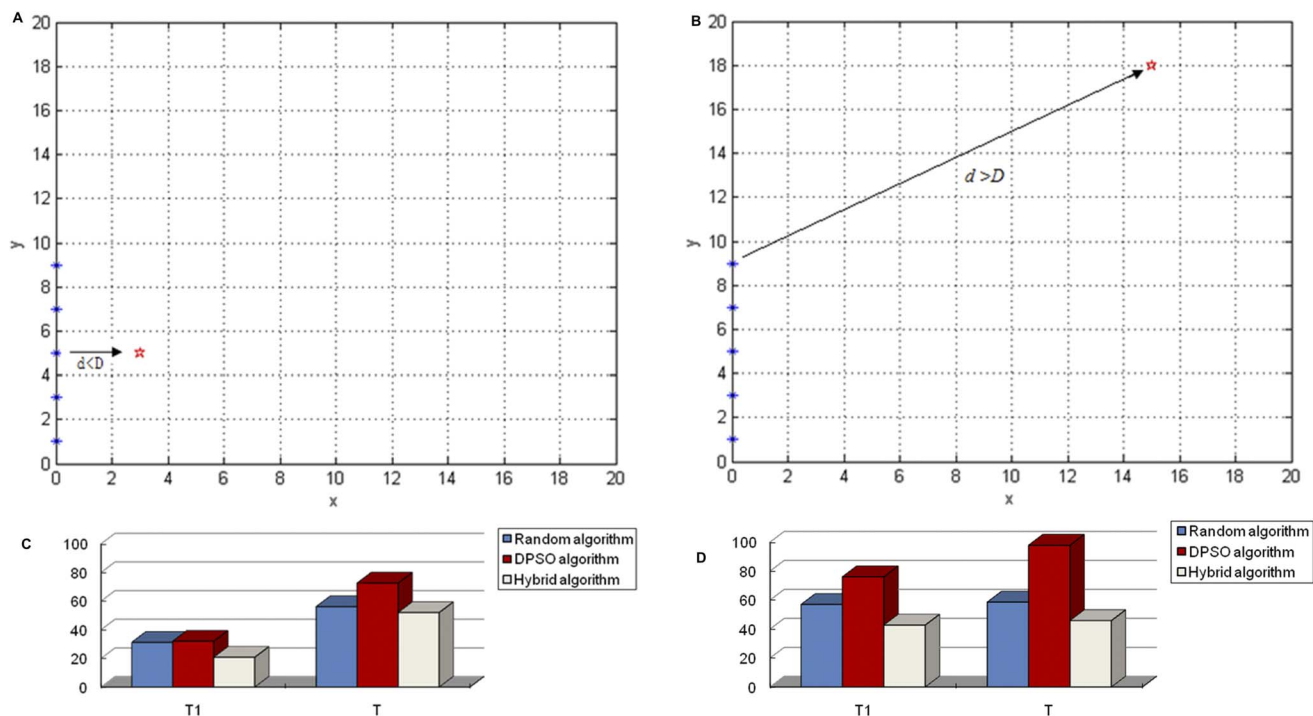 A
20
18
16
14
12
10
8
6
4
2
0
y
d<D
0 2 4 6 8 10 12 14 16 18 20
x
B
20
18
16
14
12
10
8
6
4
2
0
y
d >D
0 2 4 6 8 10 12 14 16 18 20
x
C
100
80
60
40
20
0
T1 T
Random algorithm
DPSO algorithm
Hybrid algorithm
D
100
80
60
40
20
0
T1 T
Random algorithm
DPSO algorithm
Hybrid algorithm